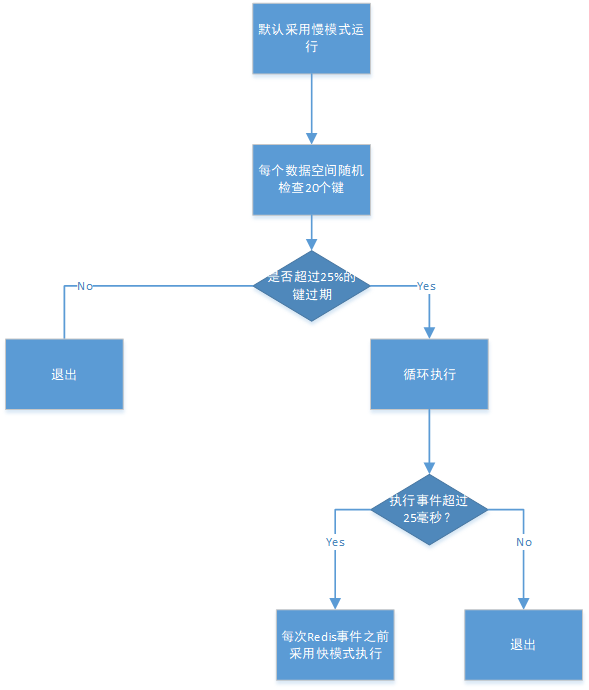 默认采用慢模式运
行
每个数据空间随机
检查20个键
是否超过25%的
键过期
No
Yes
退出
循环执行
执行事件超过
25毫秒？
Yes
No
每次Redis事件之前
采用快模式执行
退出